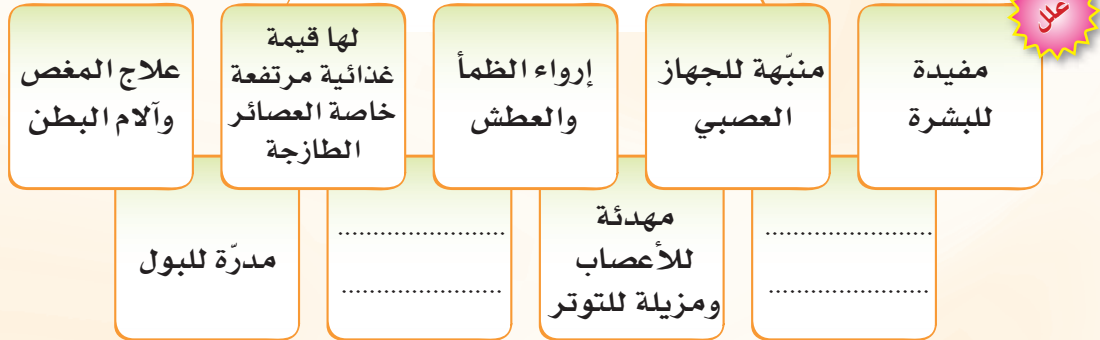 علل
مفيدة
للبشرة
منبّهة للجهاز
العصبي
إرواء الظمأ
والعطش
لها قيمة
غذائية مرتفعة
خاصة العصائر
الطازجة
علاج المغص
وآلام البطن
........................
.......................
مهدئة
للأعصاب
ومزيلة للتوتر
........................
.......................
مدرّة للبول